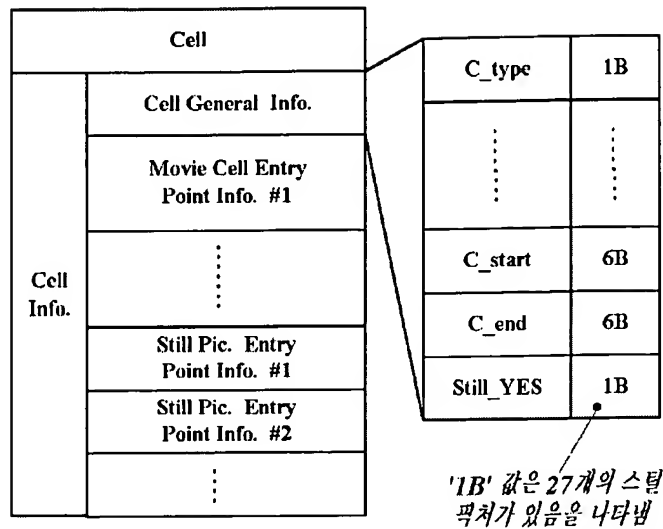 Cell
Cell General Info.
Movie Cell Entry
Point Info. #1
Cell
Info.
Still Pic. Entry
Point Info. #1
Still Pic. Entry
Point Info. #2
C_type 1B
C_start 6B
C_end 6B
Still_YES 1B
'1B' 값은 27개의 스틸
픽처가 있음을 나타냄